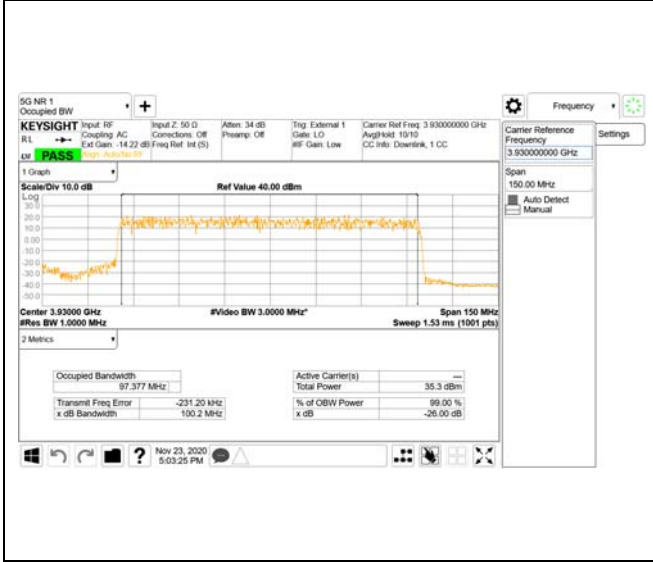 5G NR 1
Occupied BW
Frequency
KEYSIGHT
Input: RF
Input Z: 50 Ω
Atten: 34 dB
Trig: External 1
Carrier Ref Freq: 3.930000000 GHz
R L
Coupling: AC
Corrections: Off
Preamp: Off
Gate: LO
Avg|Hold: 10/10
Ext Gain: -14.22 dB
Freq Ref: Int (S)
#IF Gain: Low
CC Info: Downlink, 1 CC
PASS
Align: Auto/No RF
Carrier Reference
Frequency
3.930000000 GHz
Settings
Span
150.00 MHz
Auto Detect
Manual
1 Graph
Scale/Div 10.0 dB
Ref Value 40.00 dBm
Log
30.0
20.0
10.0
0.00
-10.0
-20.0
-30.0
-40.0
-50.0
Center 3.93000 GHz
#Video BW 3.0000 MHz*
Span 150 MHz
#Res BW 1.0000 MHz
Sweep 1.53 ms (1001 pts)
2 Metrics
Occupied Bandwidth
97.377 MHz
Active Carrier(s)
---
Total Power
35.3 dBm
Transmit Freq Error
-231.20 kHz
% of OBW Power
99.00 %
x dB Bandwidth
100.2 MHz
x dB
-26.00 dB
?
Nov 23, 2020
5:03:25 PM